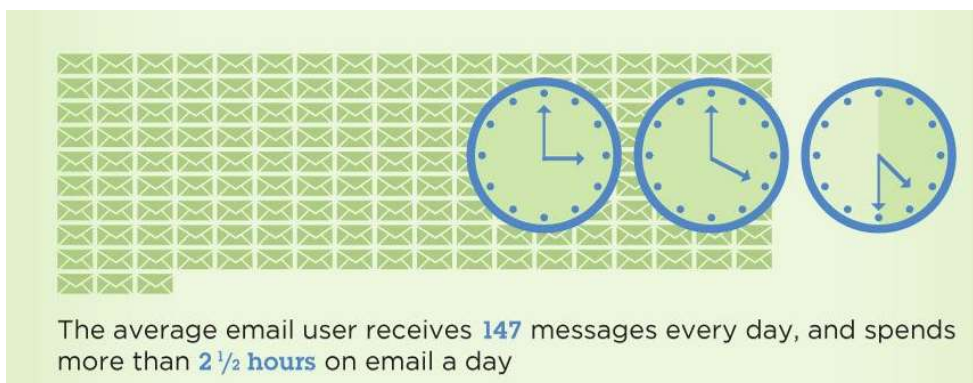 The average email user receives 147 messages every day, and spends
more than 2 ½ hours on email a day